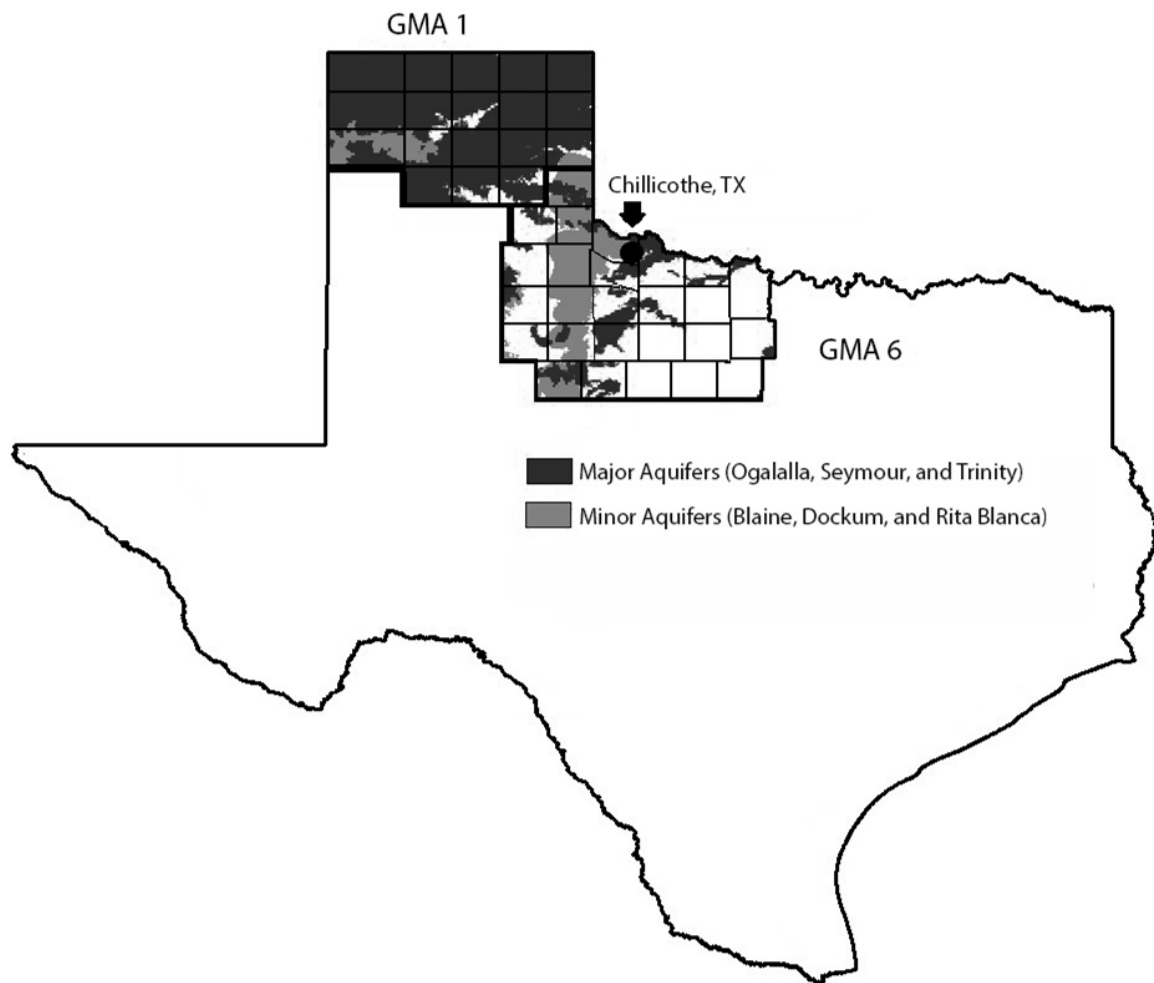 GMA 1
Chillicothe, TX
GMA 6
Major Aquifers (Ogalalla, Seymour, and Trinity)
Minor Aquifers (Blaine, Dockum, and Rita Blanca)